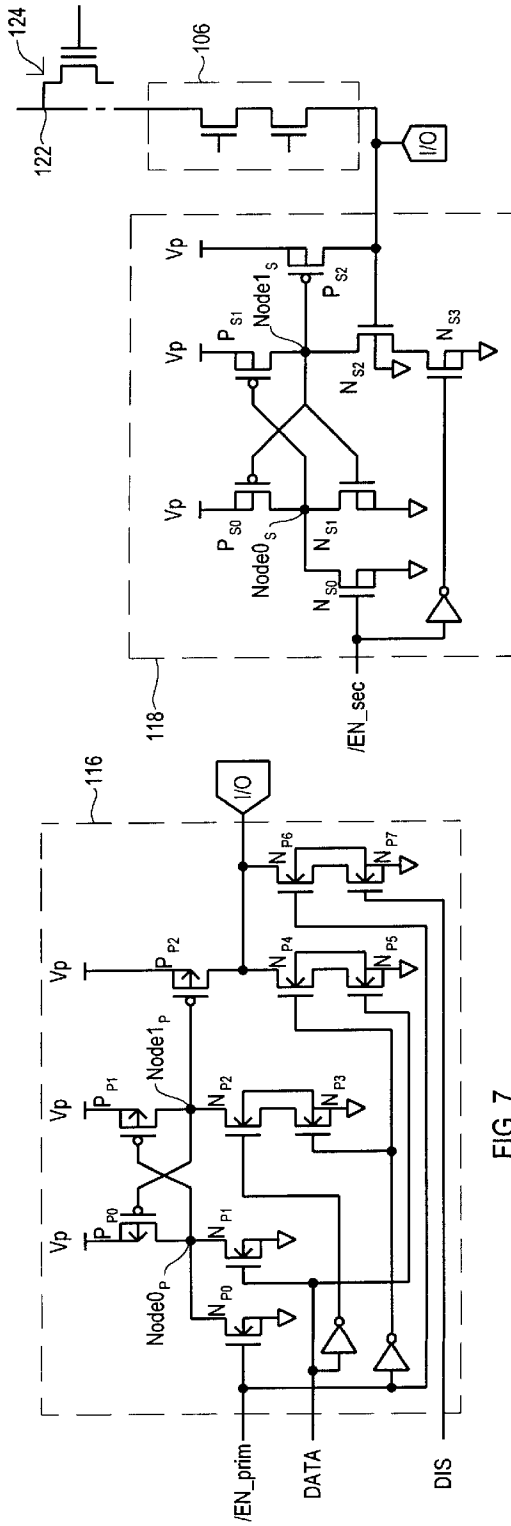 116
Vp
Vp
Vp
P_P0
P_P1
P_P2
Node0_P
Node1_P
N_P0
N_P1
N_P2
N_P3
N_P4
N_P5
N_P6
N_P7
I/O
/EN_prim
DATA
DIS
118
Vp
Vp
Vp
P_S0
P_S1
P_S2
Node0_S
Node1_S
N_S0
N_S1
N_S2
N_S3
/EN_sec
I/O
106
122
124
FIG. 7